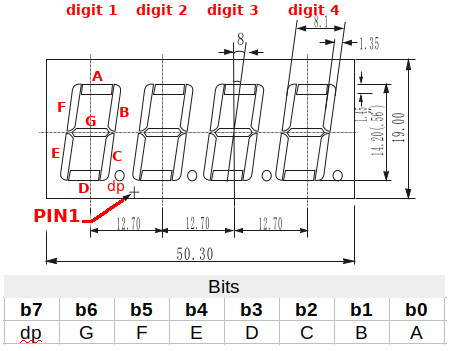 digit 1 digit 2 digit 3 digit 4
8.1
8
1.35
A
F B
G
E C
D dp
14.20(.56")
19.00
PIN1
12.70 12.70 12.70
50.30
Bits
b7 b6 b5 b4 b3 b2 b1 b0
dp G F E D C B A